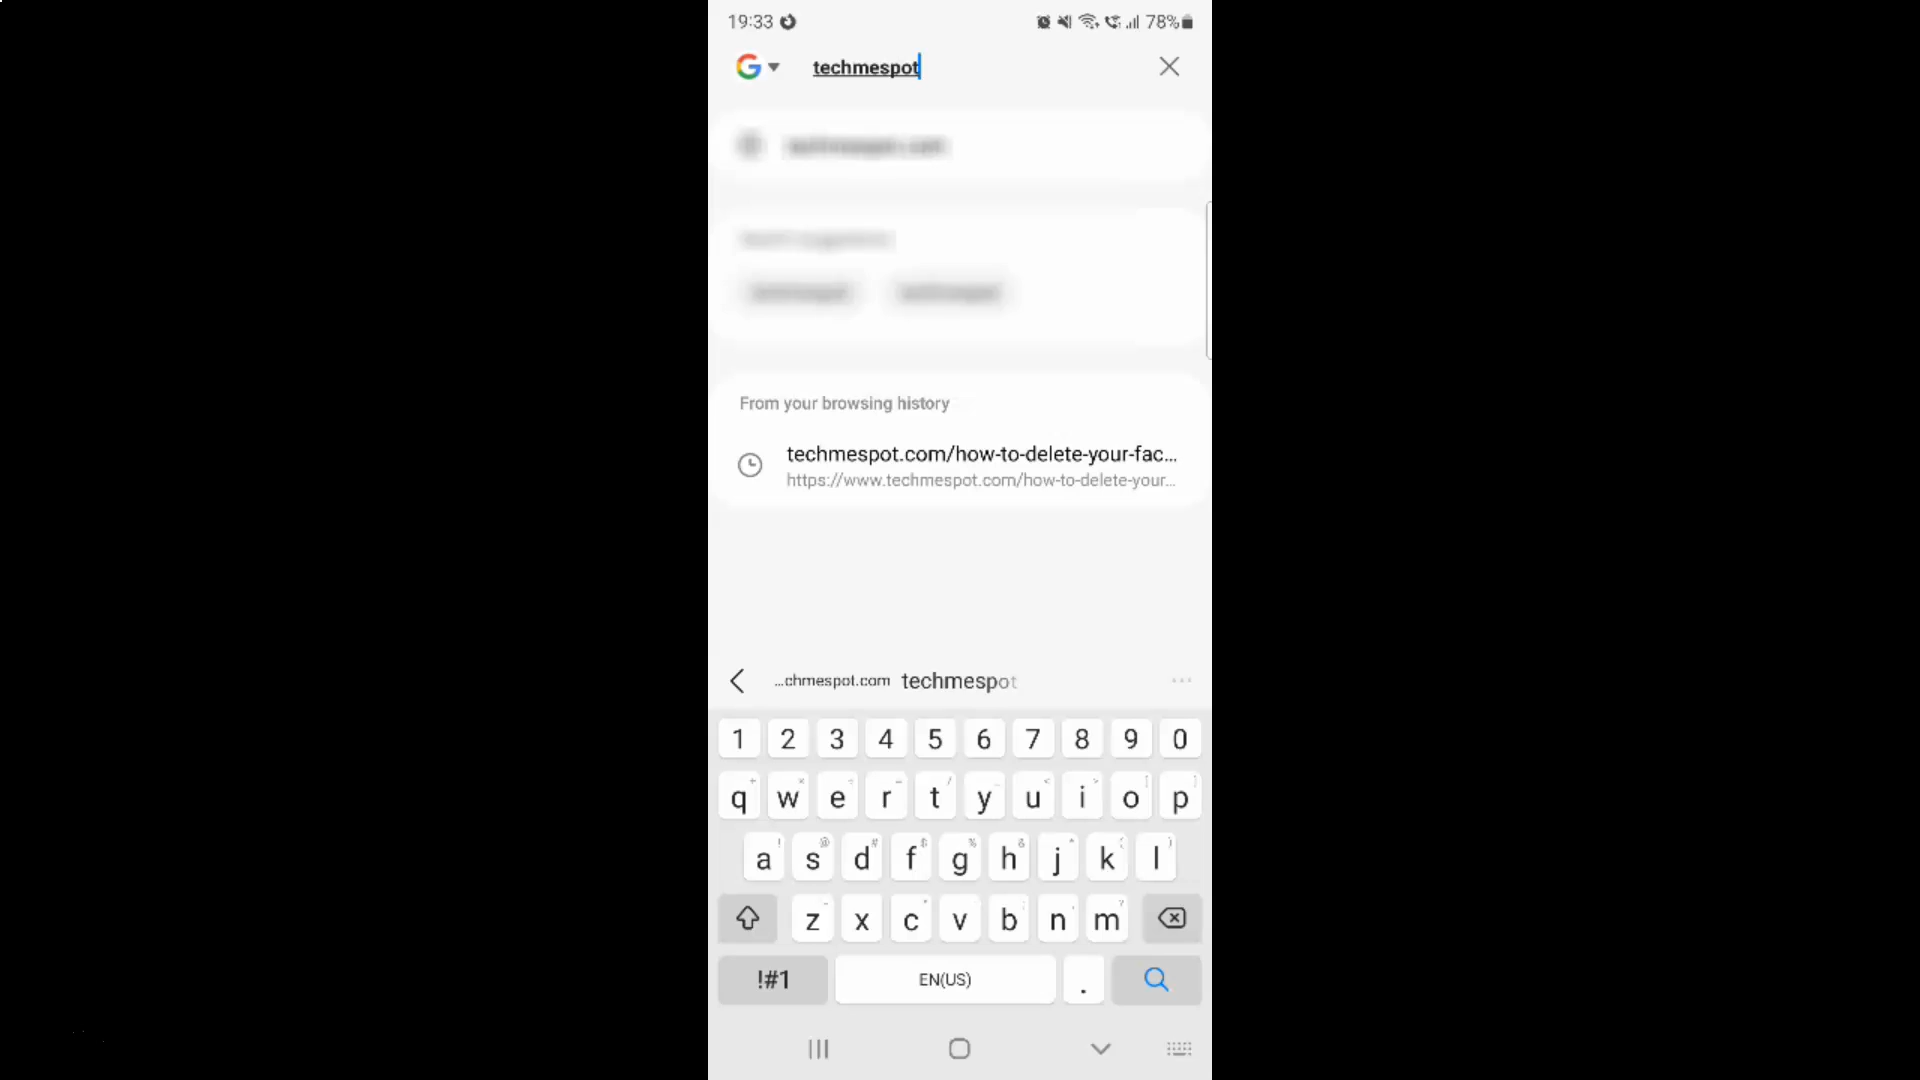 19:33
78%
techmespot
From your browsing history
techmespot.com/how-to-delete-your-fac...
https://www.techmespot.com/how-to-delete-your...
...chmespot.com techmespot
1 2 3 4 5 6 7 8 9 0
q w e r t y u i o p
a s d f g h j k l
z x c v b n m
!#1 EN(US) .